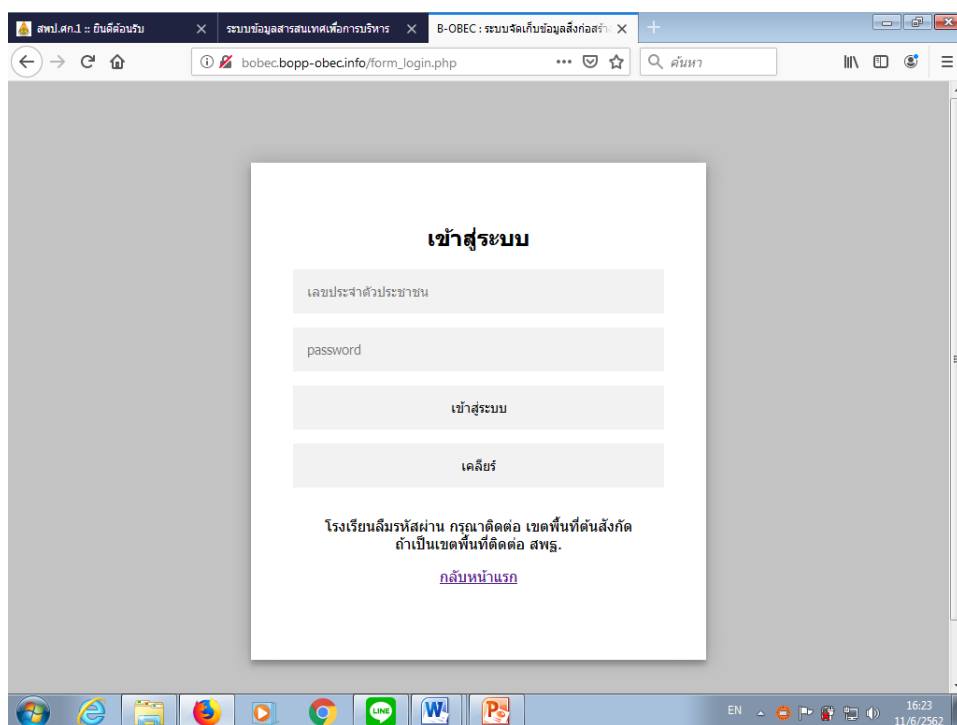 สพป.ศก.1 :: ยินดีต้อนรับ
ระบบข้อมูลสารสนเทศเพื่อการบริหาร
B-OBEC : ระบบจัดเก็บข้อมูลสิ่งก่อสร้าง
bobec.bopp-obec.info/form_login.php
ค้นหา
เข้าสู่ระบบ
เลขประจำตัวประชาชน
password
เข้าสู่ระบบ
เคลียร์
โรงเรียนลืมรหัสผ่าน กรุณาติดต่อ เขตพื้นที่ต้นสังกัด
ถ้าเป็นเขตพื้นที่ติดต่อ สพฐ.
กลับหน้าแรก
LINE
EN
16:23
11/6/2562